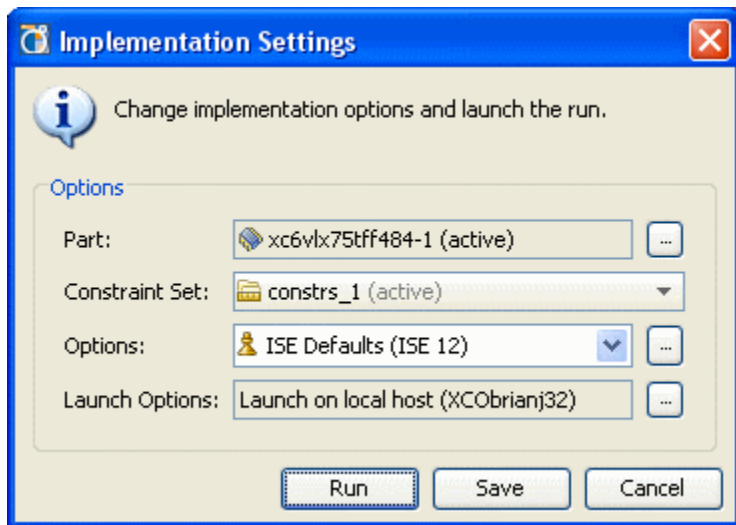 Implementation Settings
Change implementation options and launch the run.
Options
Part: xc6vlx75tff484-1 (active) ...
Constraint Set: constrs_1 (active)
Options: ISE Defaults (ISE 12) ...
Launch Options: Launch on local host (XCObrianj32) ...
Run Save Cancel